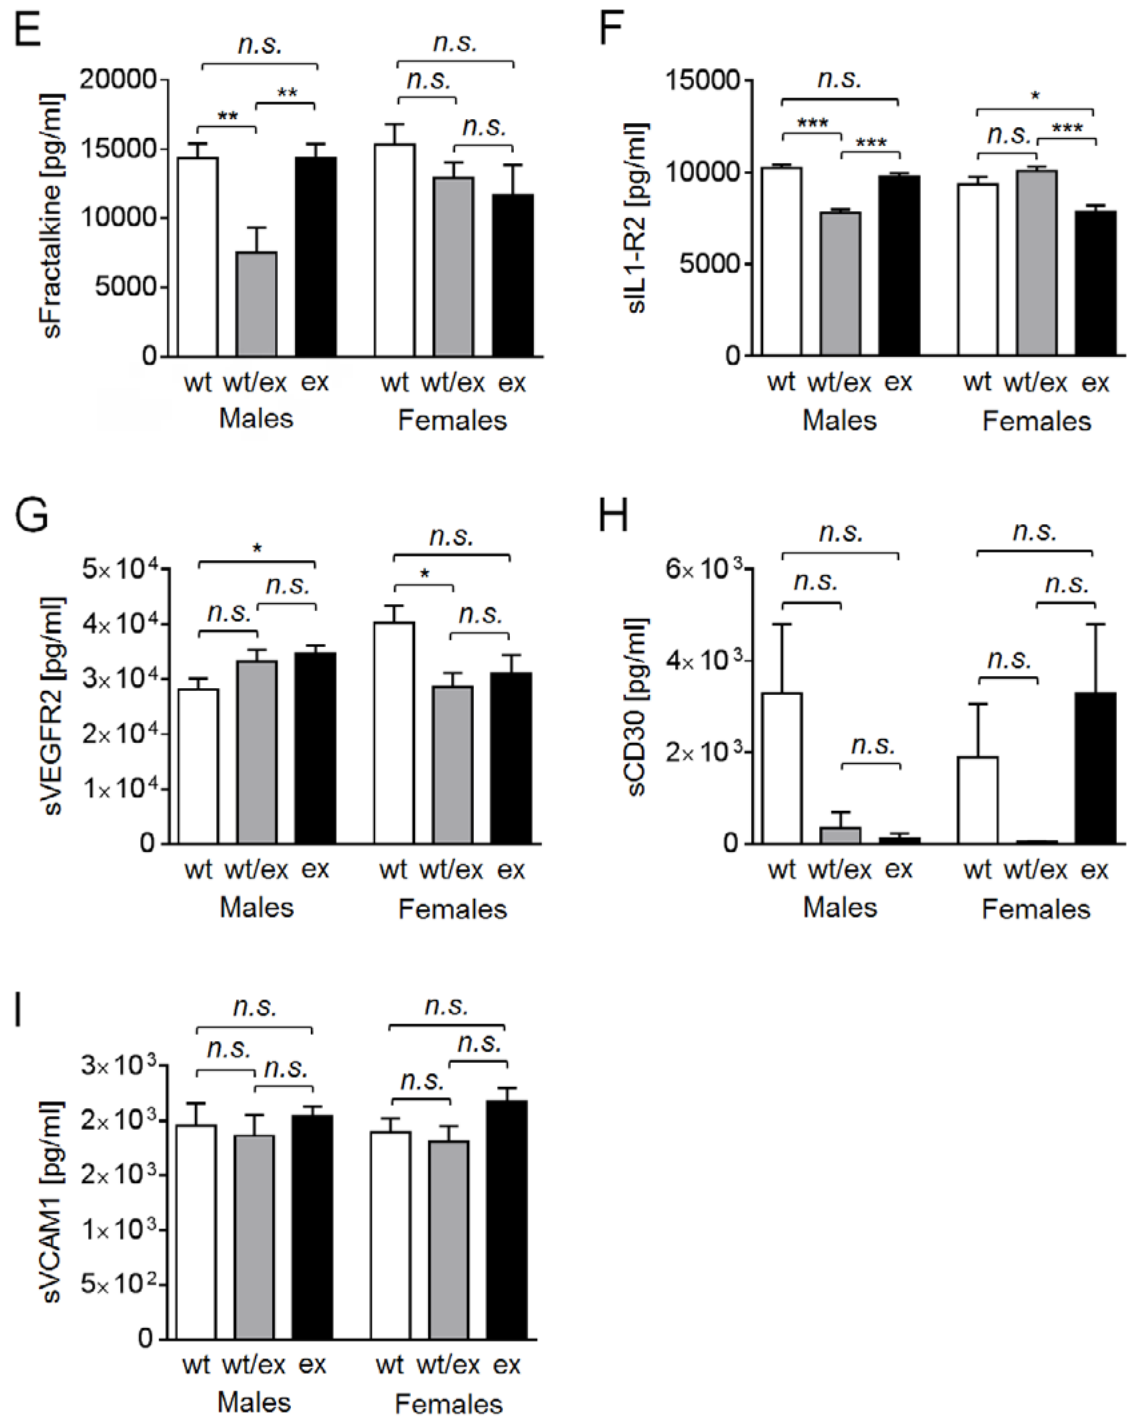 E
n.s.
n.s.
** ** n.s. n.s.
sFractalkine [pg/ml]
20000
15000
10000
5000
0
wt wt/ex ex wt wt/ex ex
Males Females
F
n.s. *
*** *** n.s. ***
sIL1-R2 [pg/ml]
15000
10000
5000
0
wt wt/ex ex wt wt/ex ex
Males Females
G
* n.s.
n.s. n.s. * n.s.
sVEGFR2 [pg/ml]
5×10⁴
4×10⁴
3×10⁴
2×10⁴
1×10⁴
0
wt wt/ex ex wt wt/ex ex
Males Females
H
n.s. n.s.
n.s. n.s. n.s. n.s.
sCD30 [pg/ml]
6×10³
4×10³
2×10³
0
wt wt/ex ex wt wt/ex ex
Males Females
I
n.s. n.s.
n.s. n.s. n.s. n.s.
sVCAM1 [pg/ml]
3×10³
2×10³
2×10³
1×10³
5×10²
0
wt wt/ex ex wt wt/ex ex
Males Females